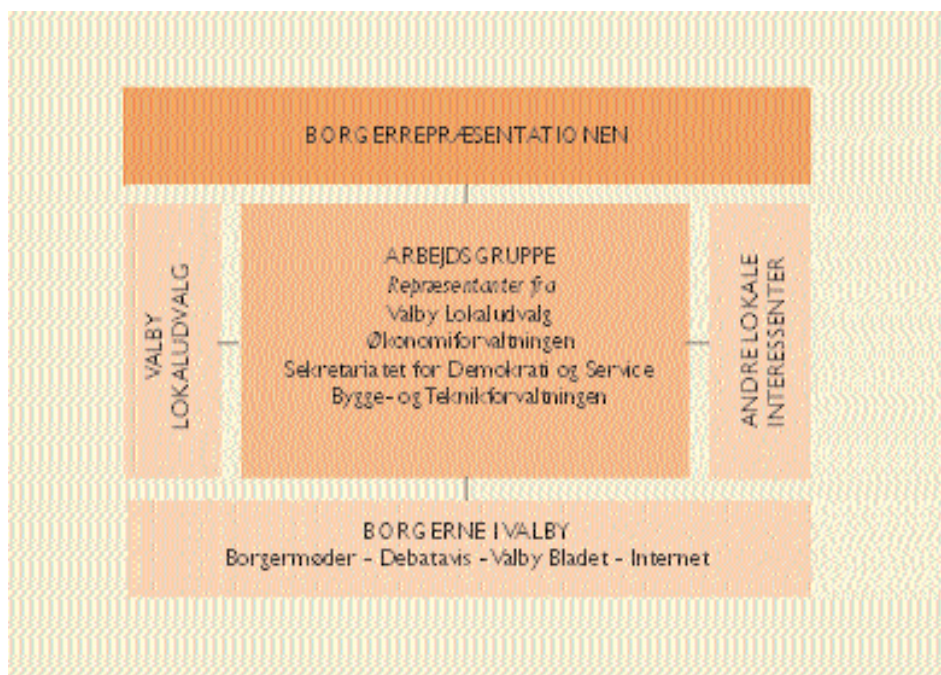 BORGERREPRÆSENTATIONEN
VALBY
LOKALUDVALG
ARBEJDSGRUPPE
Repræsentanter fra
Valby Lokaludvalg
Økonomiforvaltningen
Sekretariatet for Demokrati og Service
Bygge- og Teknikforvaltningen
ANDRE LOKALE
INTERESSENTER
BORGERNE I VALBY
Borgermøder - Debatavis - Valby Bladet - Internet